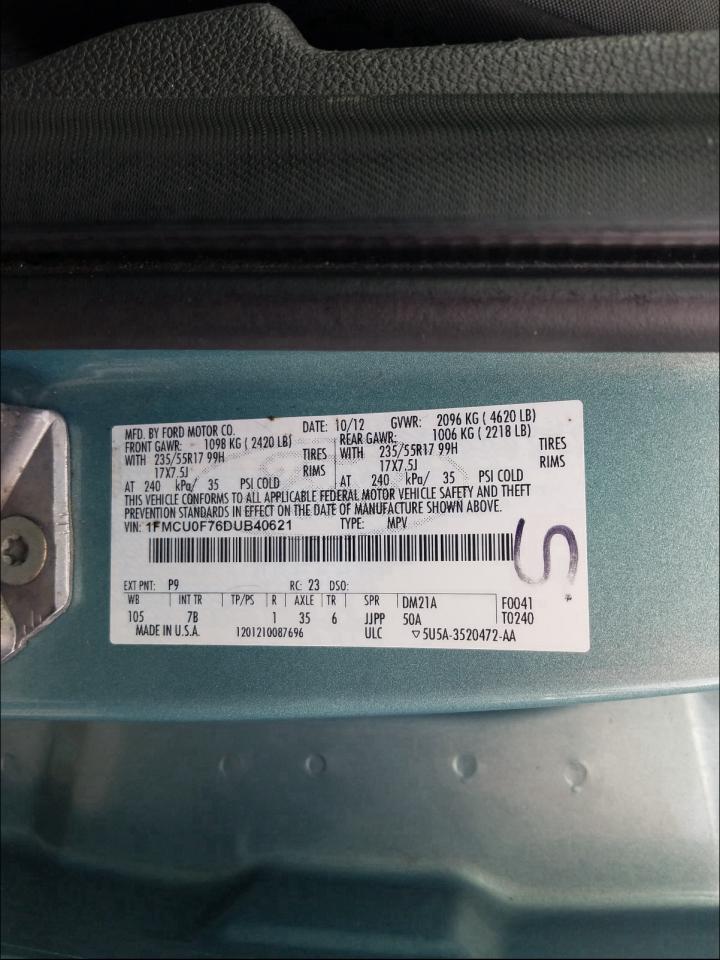 MFD. BY FORD MOTOR CO. DATE: 10/12 GVWR: 2096 KG ( 4620 LB)
FRONT GAWR: 1098 KG ( 2420 LB) REAR GAWR: 1006 KG ( 2218 LB)
WITH 235/55R17 99H TIRES WITH 235/55R17 99H TIRES
17X7.5J RIMS 17X7.5J RIMS
AT 240 kPa/ 35 PSI COLD AT 240 kPa/ 35 PSI COLD
THIS VEHICLE CONFORMS TO ALL APPLICABLE FEDERAL MOTOR VEHICLE SAFETY AND THEFT
PREVENTION STANDARDS IN EFFECT ON THE DATE OF MANUFACTURE SHOWN ABOVE.
VIN: 1FMCU0F76DUB40621 TYPE: MPV
S
EXT PNT: P9 RC: 23 DSO:
WB INT TR TP/PS R AXLE TR SPR DM21A F0041
105 7B 1 35 6 JJPP 50A T0240
MADE IN U.S.A. 1201210087696 ULC ▽5U5A-3520472-AA